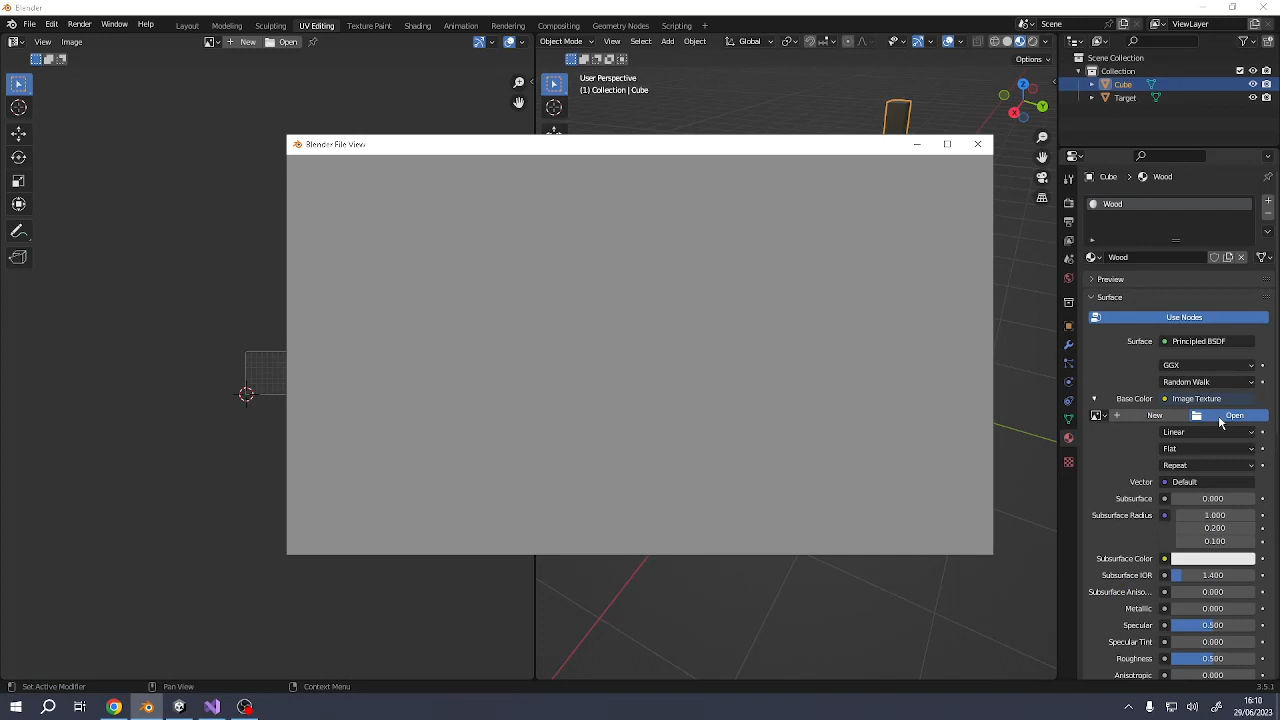 Blender
File Edit Render Window Help Layout Modeling Sculpting UV Editing Texture Paint Shading Animation Rendering Compositing Geometry Nodes Scripting + Scene ViewLayer
View Image New Open Object Mode View Select Add Object Global
Options
Scene Collection
Collection
Cube
Target
User Perspective
(1) Collection | Cube
Z
Y
X
Blender File View
Cube Wood
Wood
Wood
Preview
Surface
Use Nodes
Surface Principled BSDF
GGX
Random Walk
Base Color Image Texture
New Open
Linear
Flat
Repeat
Vector Default
Subsurface 0.000
Subsurface Radius 1.000
0.200
0.100
Subsurface Color
Subsurface IOR 1.400
Subsurface Aniso... 0.000
Metallic 0.000
Specular 0.500
Specular Tint 0.000
Roughness 0.500
Anisotropic 0.000
Set Active Modifier Pan View Context Menu 3.5.1
16:10
29/06/2023